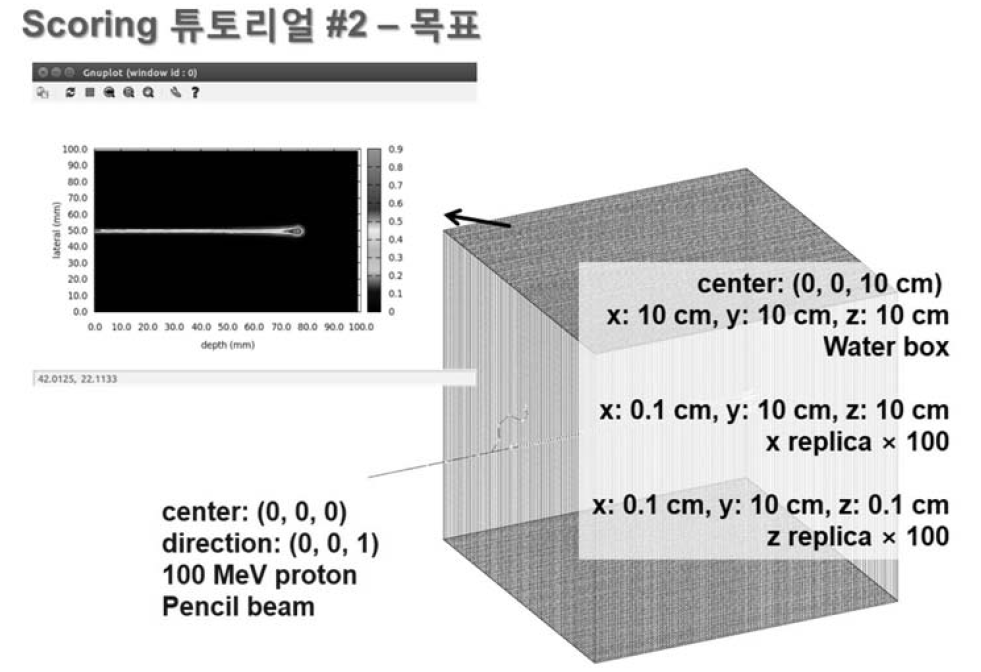 Scoring 튜토리얼 #2 – 목표
Gnuplot (window id : 0)
?
100.0
90.0
80.0
70.0
60.0
50.0
40.0
30.0
20.0
10.0
0.0
lateral (mm)
0.0 10.0 20.0 30.0 40.0 50.0 60.0 70.0 80.0 90.0 100.0
depth (mm)
0.9
0.8
0.7
0.6
0.5
0.4
0.3
0.2
0.1
0
42.0125, 22.1133
center: (0, 0, 10 cm)
x: 10 cm, y: 10 cm, z: 10 cm
Water box
x: 0.1 cm, y: 10 cm, z: 10 cm
x replica × 100
x: 0.1 cm, y: 10 cm, z: 0.1 cm
z replica × 100
center: (0, 0, 0)
direction: (0, 0, 1)
100 MeV proton
Pencil beam